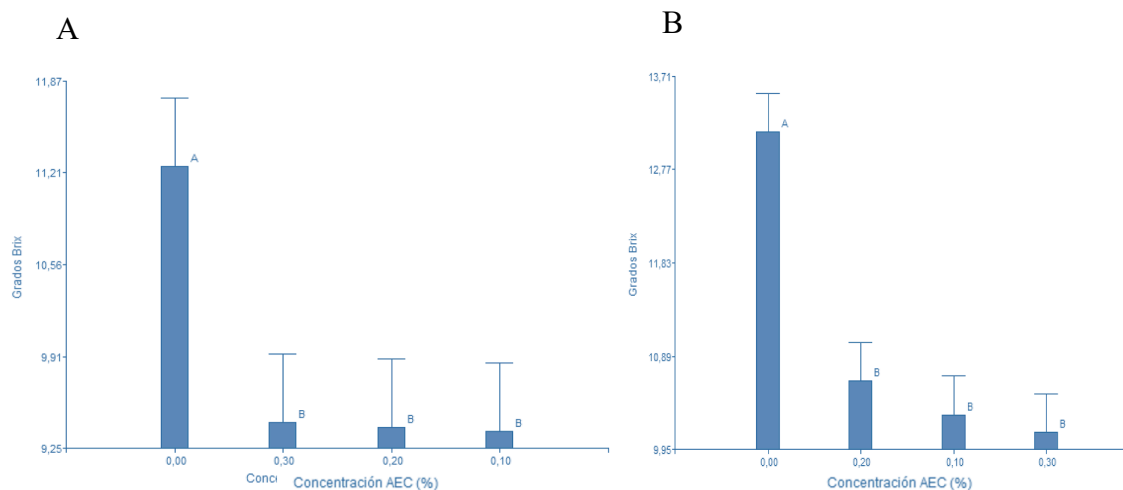 A
11,87
11,21
10,56
9,91
9,25
Grados Brix
A
B
B
B
0,00 0,30 0,20 0,10
Conc Concentración AEC (%)
B
13,71
12,77
11,83
10,89
9,95
Grados Brix
A
B
B
B
0,00 0,20 0,10 0,30
Concentración AEC (%)